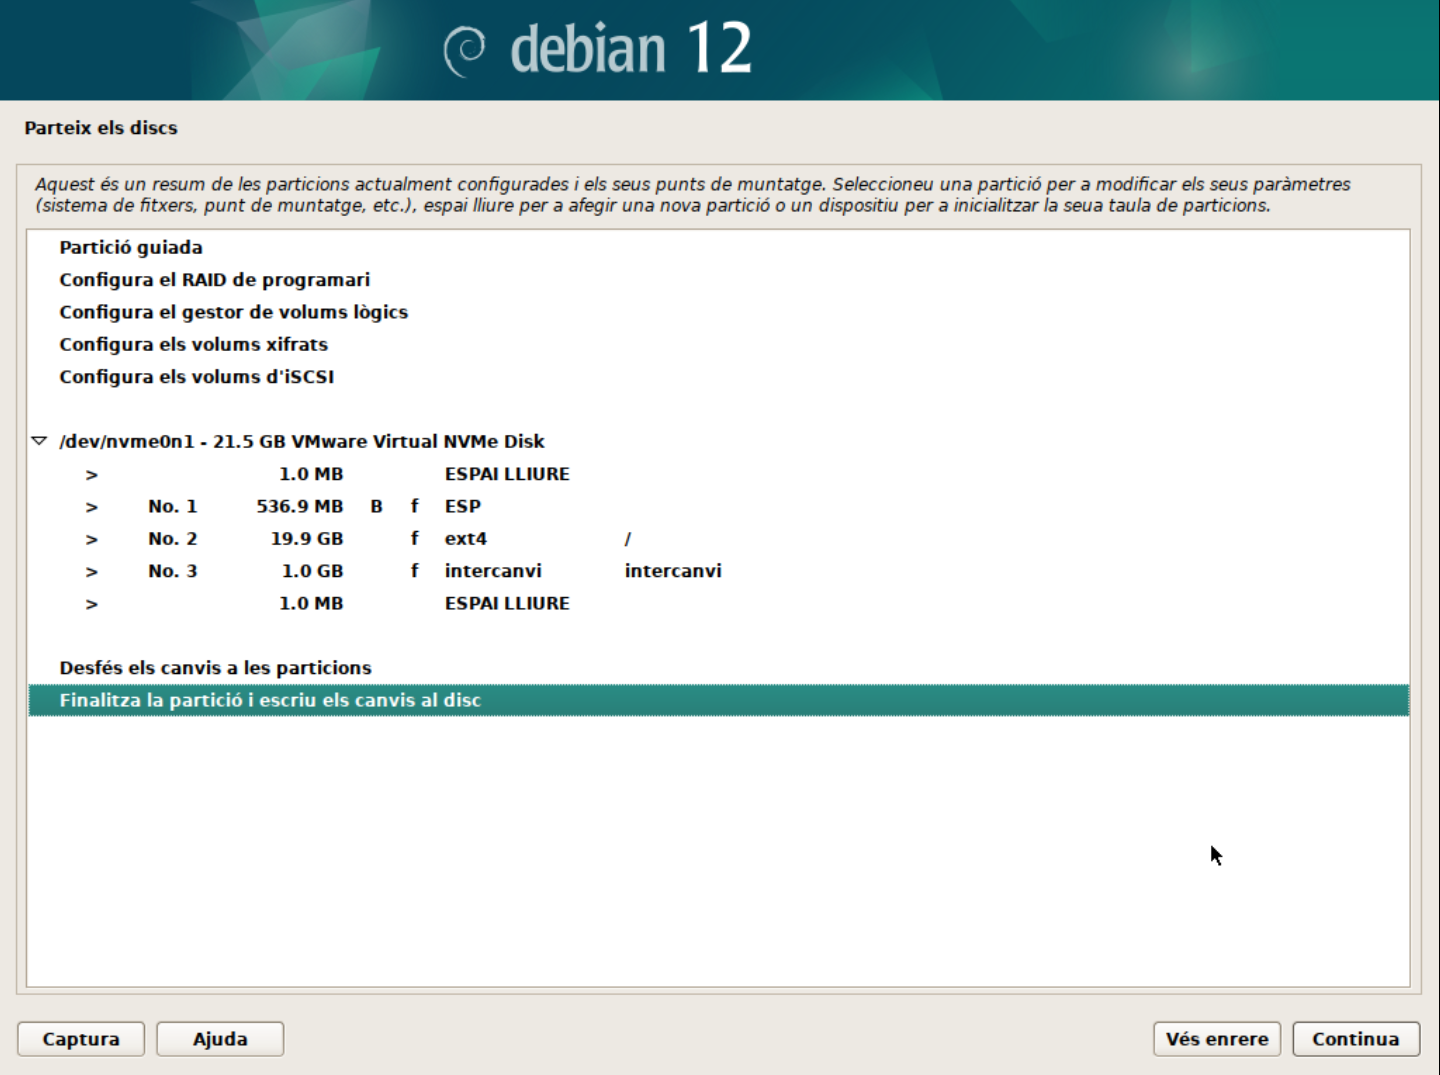 debian 12
Parteix els discs
Aquest és un resum de les particions actualment configurades i els seus punts de muntatge. Seleccioneu una partició per a modificar els seus paràmetres
(sistema de fitxers, punt de muntatge, etc.), espai lliure per a afegir una nova partició o un dispositiu per a inicialitzar la seua taula de particions.
Partició guiada
Configura el RAID de programari
Configura el gestor de volums lògics
Configura els volums xifrats
Configura els volums d'iSCSI
/dev/nvme0n1 - 21.5 GB VMware Virtual NVMe Disk
> 1.0 MB ESPAI LLIURE
> No. 1 536.9 MB B f ESP
> No. 2 19.9 GB f ext4 /
> No. 3 1.0 GB f intercanvi intercanvi
> 1.0 MB ESPAI LLIURE
Desfés els canvis a les particions
Finalitza la partició i escriu els canvis al disc
Captura Ajuda Vés enrere Continua